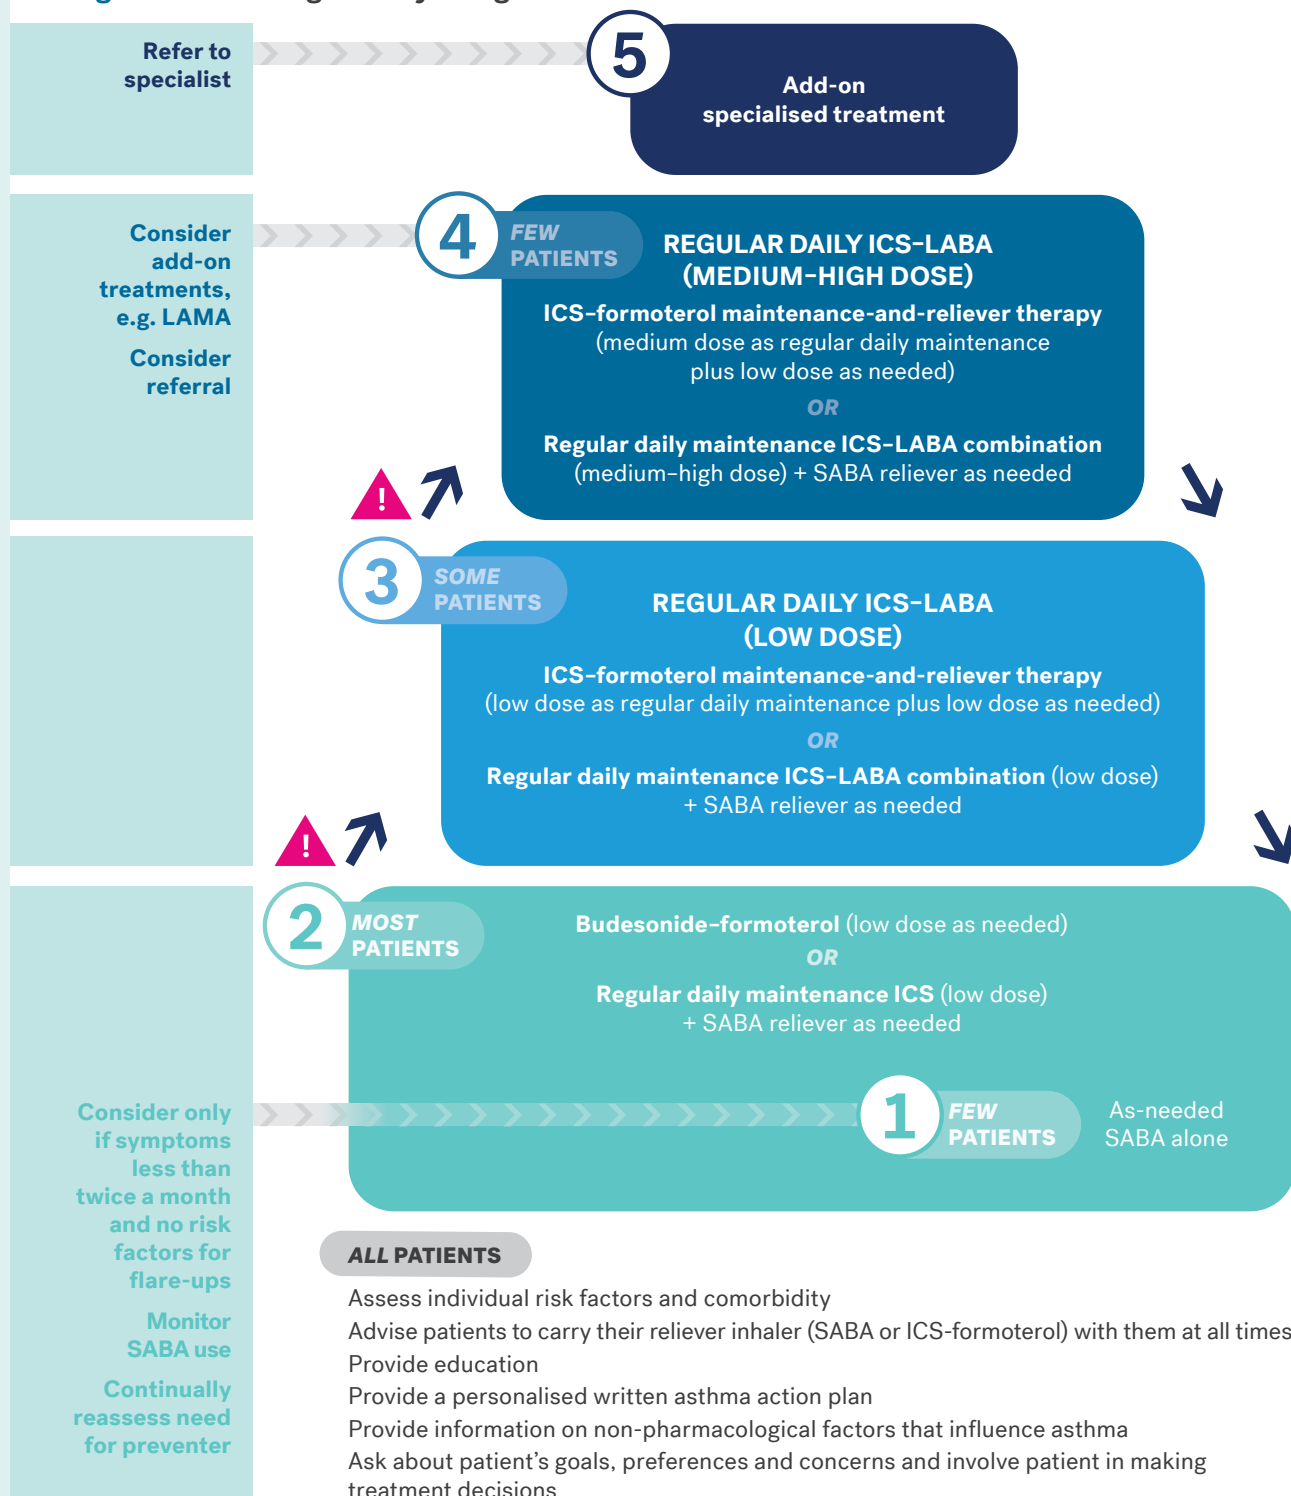 Refer to
specialist
5
Add-on
specialised treatment
Consider
add-on
treatments,
e.g. LAMA
Consider
referral
4
FEW
PATIENTS
REGULAR DAILY ICS–LABA
(MEDIUM–HIGH DOSE)
ICS–formoterol maintenance-and-reliever therapy
(medium dose as regular daily maintenance
plus low dose as needed)
OR
Regular daily maintenance ICS–LABA combination
(medium–high dose) + SABA reliever as needed
!
3
SOME
PATIENTS
REGULAR DAILY ICS–LABA
(LOW DOSE)
ICS–formoterol maintenance-and-reliever therapy
(low dose as regular daily maintenance plus low dose as needed)
OR
Regular daily maintenance ICS–LABA combination (low dose)
+ SABA reliever as needed
!
2
MOST
PATIENTS
Budesonide–formoterol (low dose as needed)
OR
Regular daily maintenance ICS (low dose)
+ SABA reliever as needed
Consider only
if symptoms
less than
twice a month
and no risk
factors for
flare-ups
Monitor
SABA use
Continually
reassess need
for preventer
1
FEW
PATIENTS
As-needed
SABA alone
ALL PATIENTS
Assess individual risk factors and comorbidity
Advise patients to carry their reliever inhaler (SABA or ICS-formoterol) with them at all times
Provide education
Provide a personalised written asthma action plan
Provide information on non-pharmacological factors that influence asthma
Ask about patient's goals, preferences and concerns and involve patient in making
treatment decisions